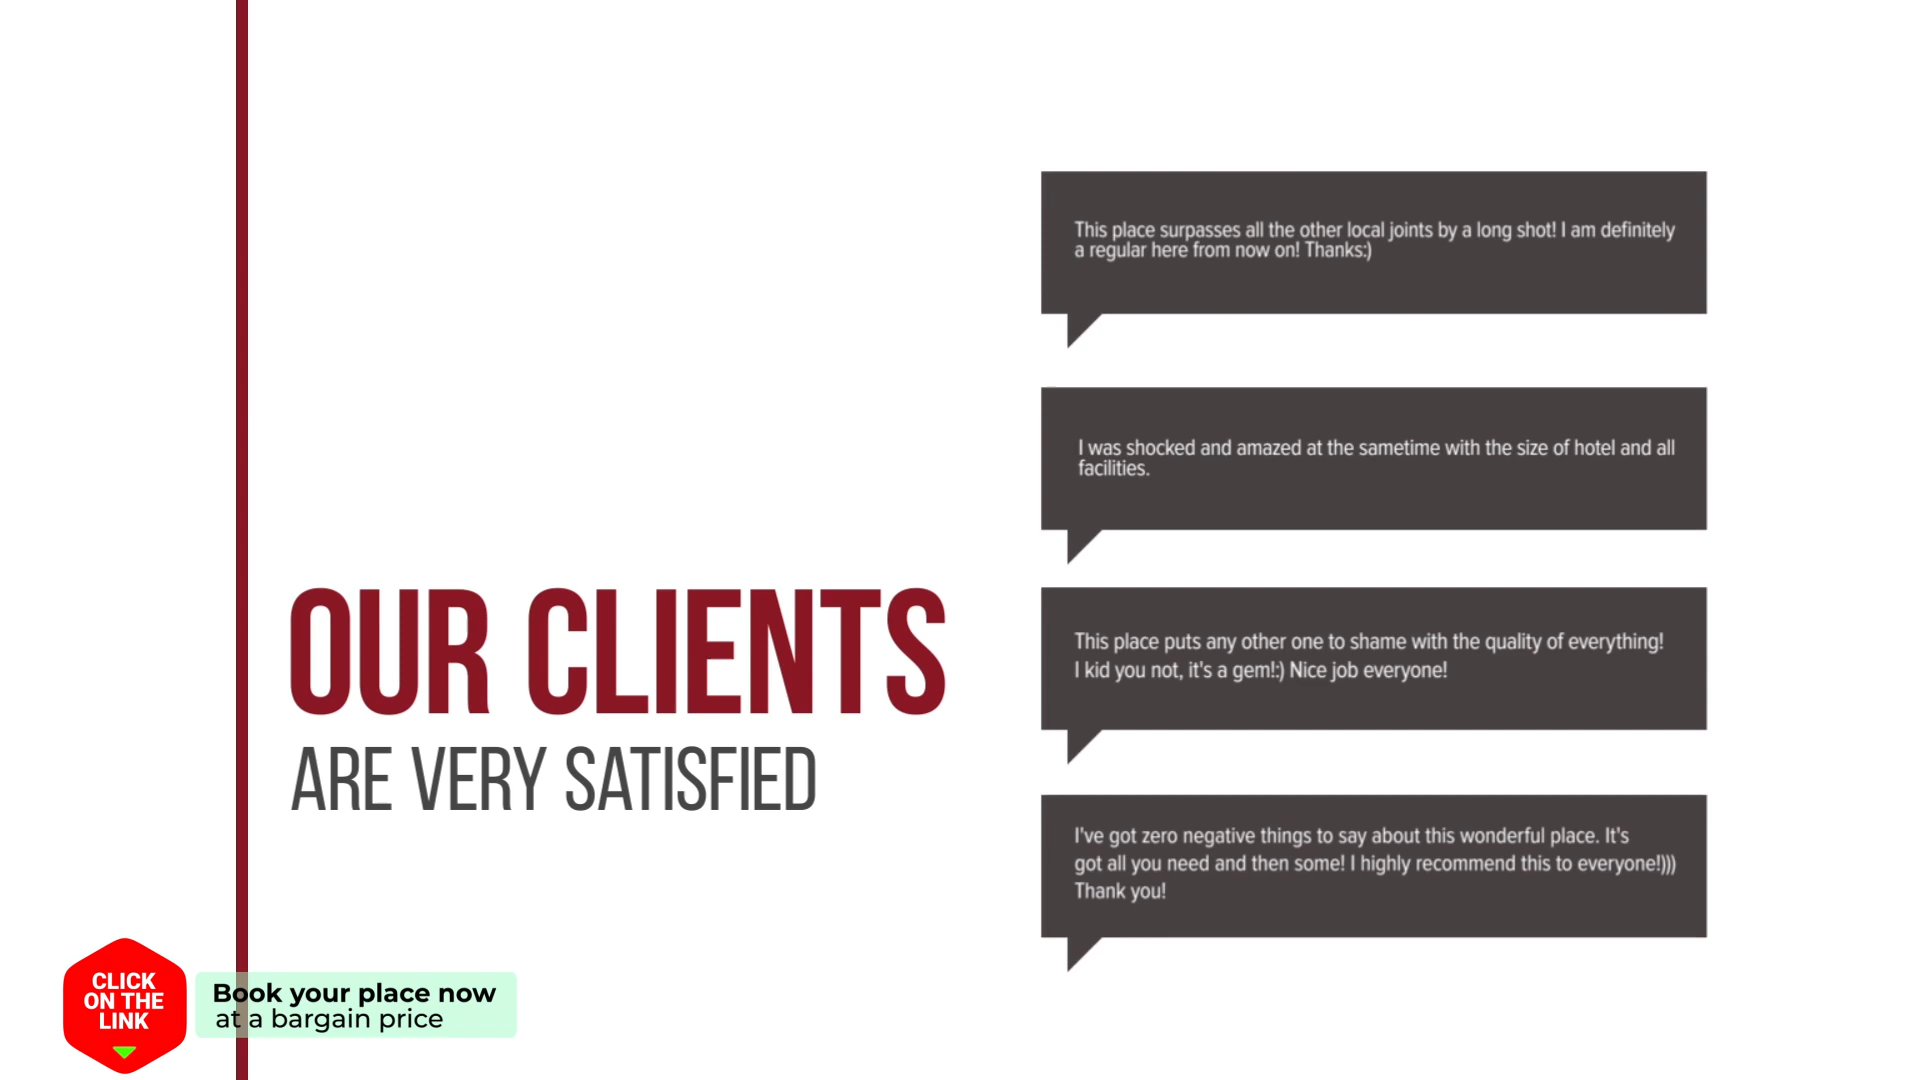 This place surpasses all the other local joints by a long shot! I am definitely
a regular here from now on! Thanks:)
I was shocked and amazed at the sametime with the size of hotel and all
facilities.
OUR CLIENTS
ARE VERY SATISFIED
This place puts any other one to shame with the quality of everything!
I kid you not, it's a gem!:) Nice job everyone!
I've got zero negative things to say about this wonderful place. It's
got all you need and then some! I highly recommend this to everyone!)))
Thank you!
CLICK
ON THE
LINK
Book your place now
at a bargain price